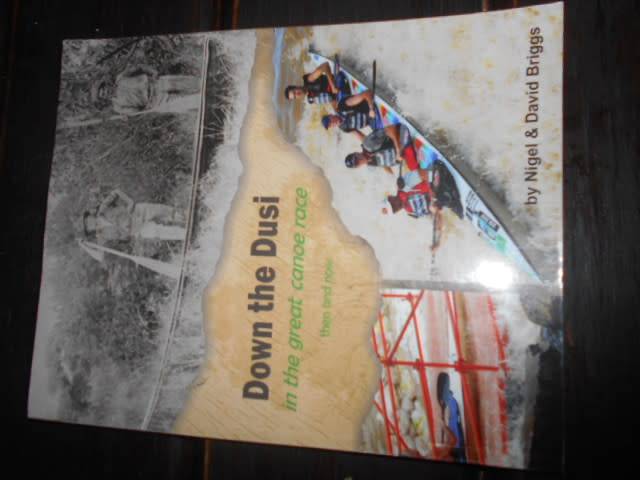 Down the Dusi
in the great canoe race
then and now
by Nigel & David Briggs